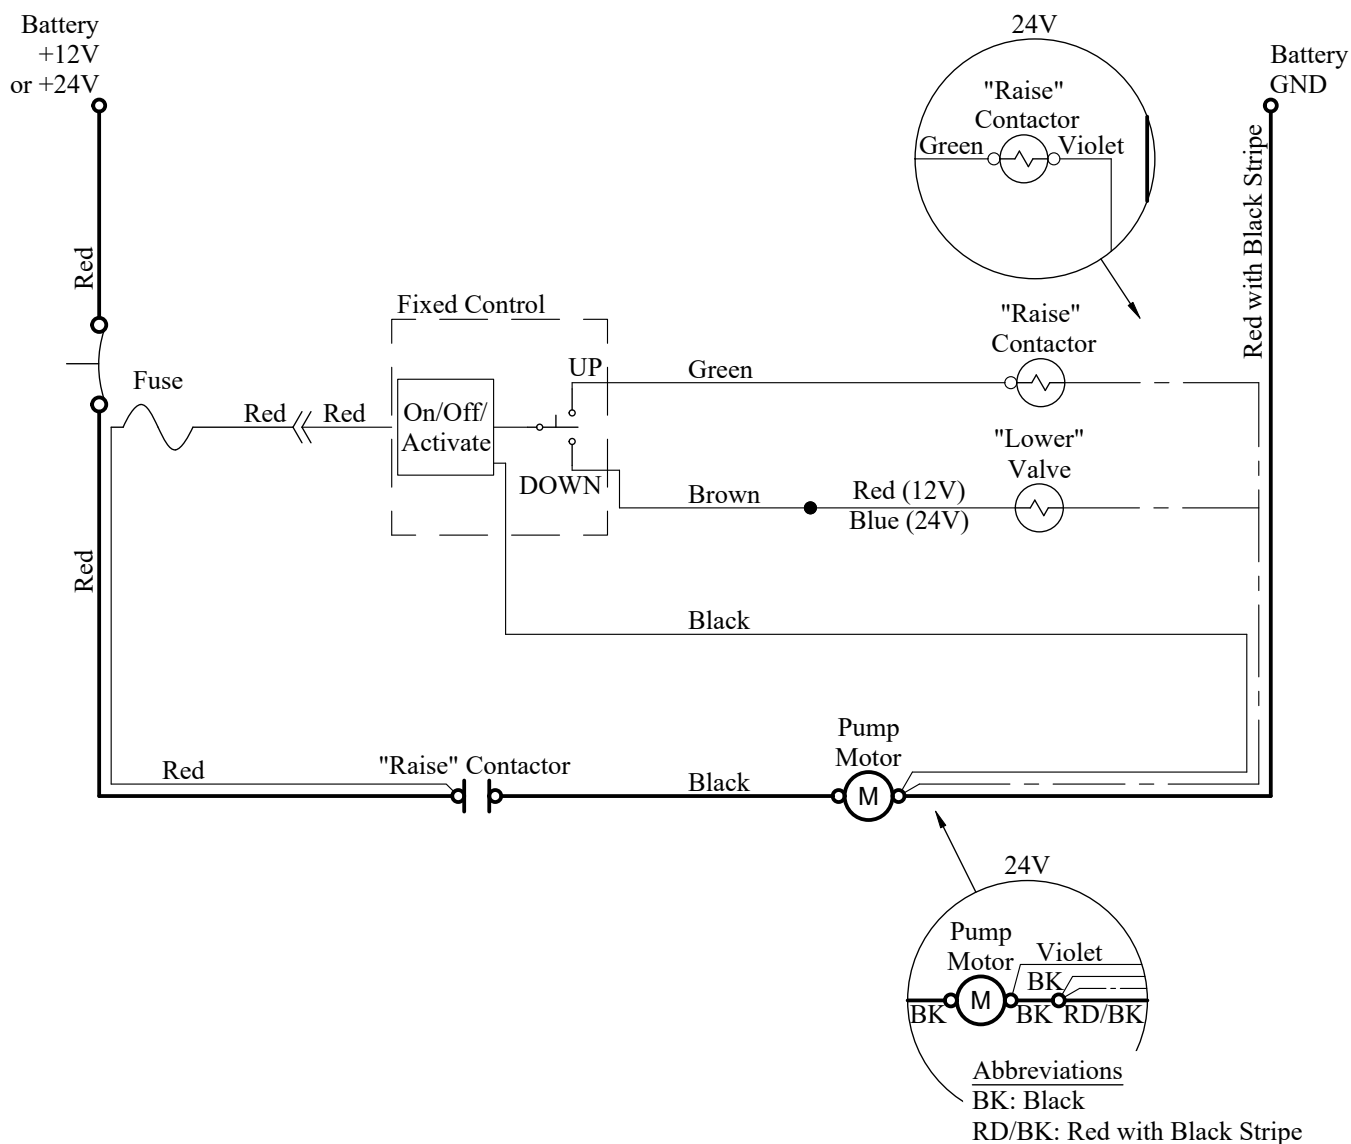 Battery
+12V
or +24V
24V
Battery
GND
"Raise"
Contactor
Green
Violet
Red with Black Stripe
Red
Fixed Control
"Raise"
Contactor
UP
Green
Fuse
Red
Red
On/Off/
Activate
"Lower"
Valve
DOWN
Brown
Red (12V)
Blue (24V)
Red
Black
Pump
Motor
Red
"Raise" Contactor
Black
M
24V
Pump
Motor
Violet
BK
M
BK
BK
RD/BK
Abbreviations
BK: Black
RD/BK: Red with Black Stripe